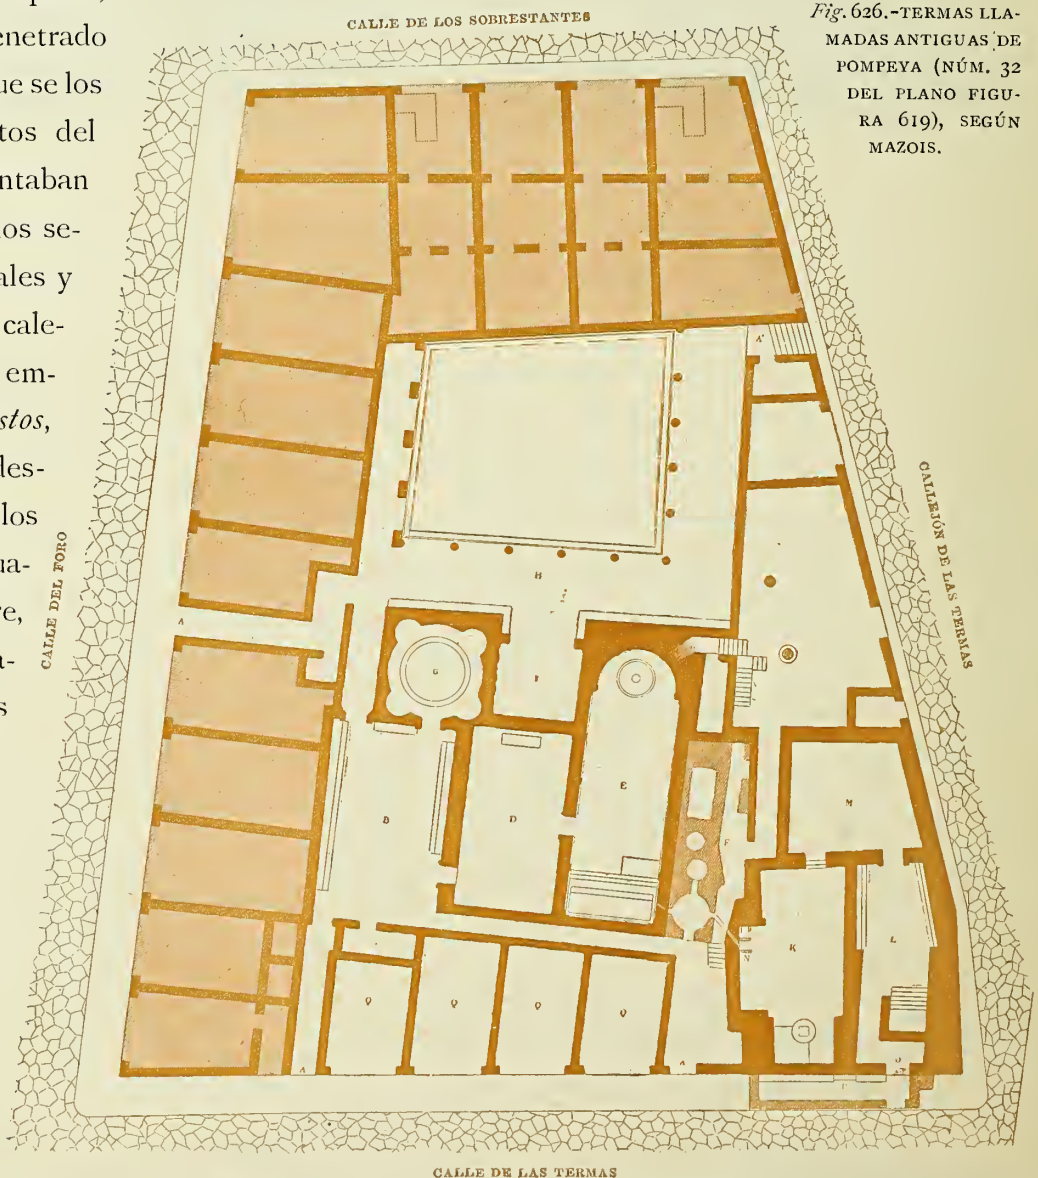 CALLE DE LOS SOBRESTANTES
Fig. 626.-TERMAS LLA-
MADAS ANTIGUAS DE
POMPEYA (NÚM. 32
DEL PLANO FIGU-
RA 619), SEGÚN
MAZOIS.
enetrado
ue se los
tos del
ntaban
os se-
ales y
cale-
em-
stos,
des-
los
ua-
re,
a-
s
CALLE DEL FORO
CALLEJÓN DE LAS TERMAS
A'
H
A
G
I
B
D
E
F
M
K
L
N
Q Q Q Q
A
A
CALLE DE LAS TERMAS